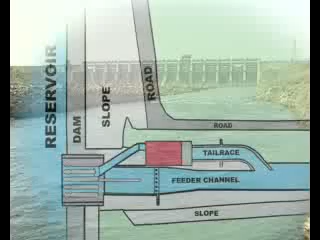 RESERVOIR
DAM
SLOPE
ROAD
ROAD
TAILRACE
FEEDER CHANNEL
SLOPE